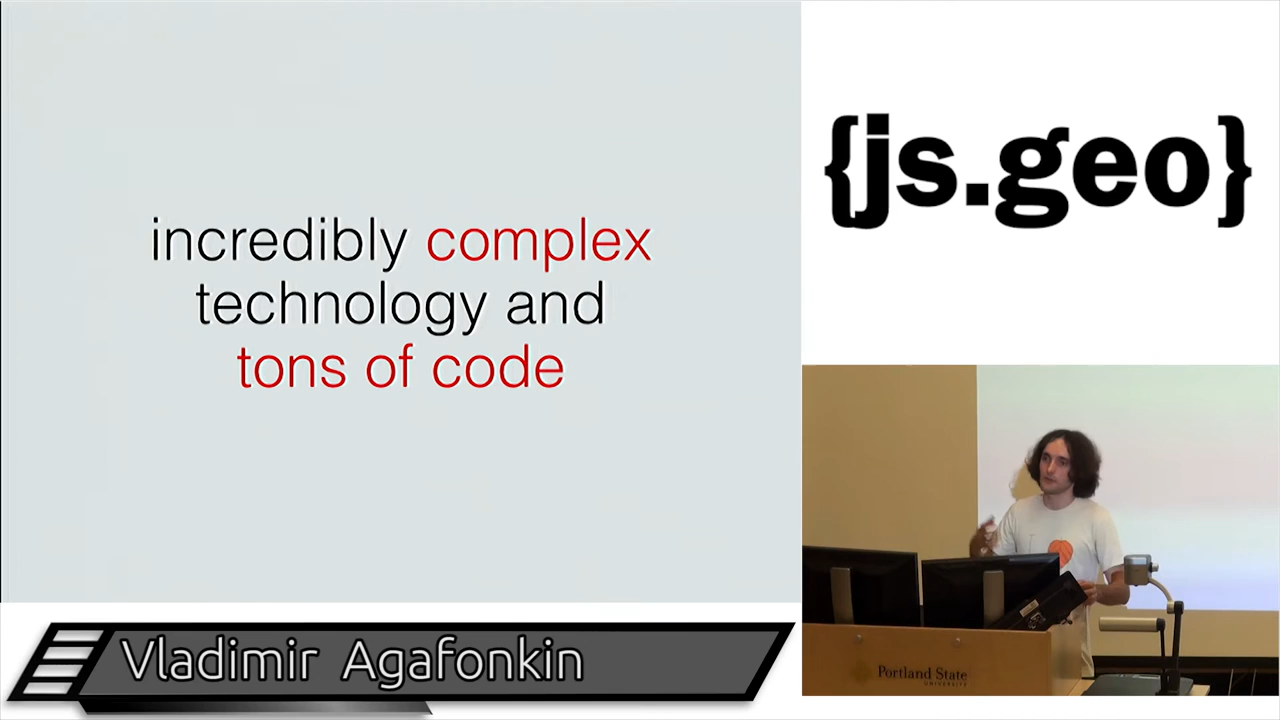 incredibly complex
technology and
tons of code
{js.geo}
Portland State
UNIVERSITY
Vladimir Agafonkin